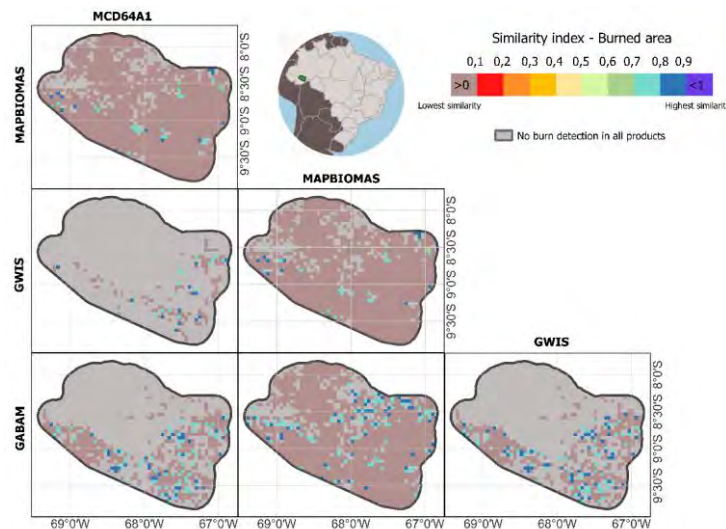 MCD64A1
Similarity index - Burned area
0,1 0,2 0,3 0,4 0,5 0,6 0,7 0,8 0,9
>0 <1
Lowest similarity Highest similarit
No burn detection in all products
MAPBIOMAS
8°0'S
8°30'S
9°0'S
9°30'S
MAPBIOMAS
GWIS
8°0'S
8°30'S
9°0'S
9°30'S
GWIS
GABAM
8°0'S
8°30'S
9°0'S
9°30'S
69°0'W 68°0'W 67°0'W 69°0'W 68°0'W 67°0'W 69°0'W 68°0'W 67°0'W